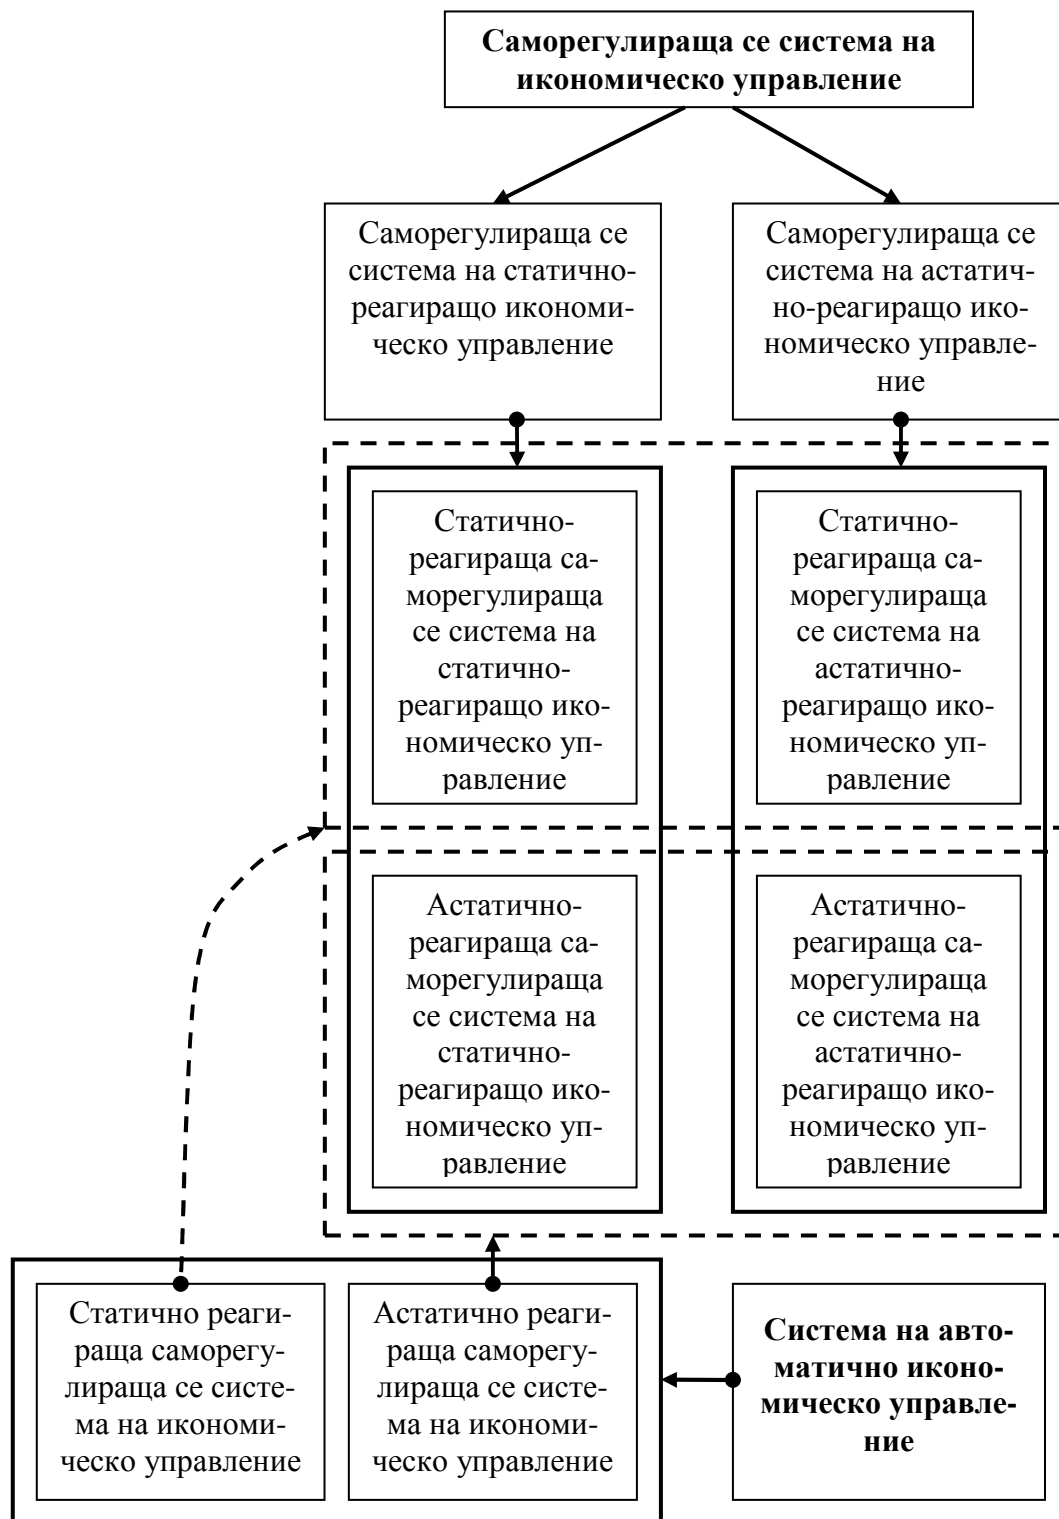 Саморегулираща се система на
икономическо управление
Саморегулираща се
система на статично-
реагиращо икономи-
ческо управление
Саморегулираща се
система на астатич-
но-реагиращо ико-
номическо управле-
ние
Статично-
реагираща са-
морегулираща
се система на
статично-
реагиращо ико-
номическо уп-
равление
Статично-
реагираща са-
морегулираща
се система на
астатично-
реагиращо ико-
номическо уп-
равление
Астатично-
реагираща са-
морегулираща
се система на
статично-
реагиращо ико-
номическо уп-
равление
Астатично-
реагираща са-
морегулираща
се система на
астатично-
реагиращо ико-
номическо уп-
равление
Статично реаги-
раща саморегу-
лираща се систе-
ма на икономи-
ческо управление
Астатично реаги-
раща саморегу-
лираща се систе-
ма на икономи-
ческо управление
Система на авто-
матично иконо-
мическо управле-
ние